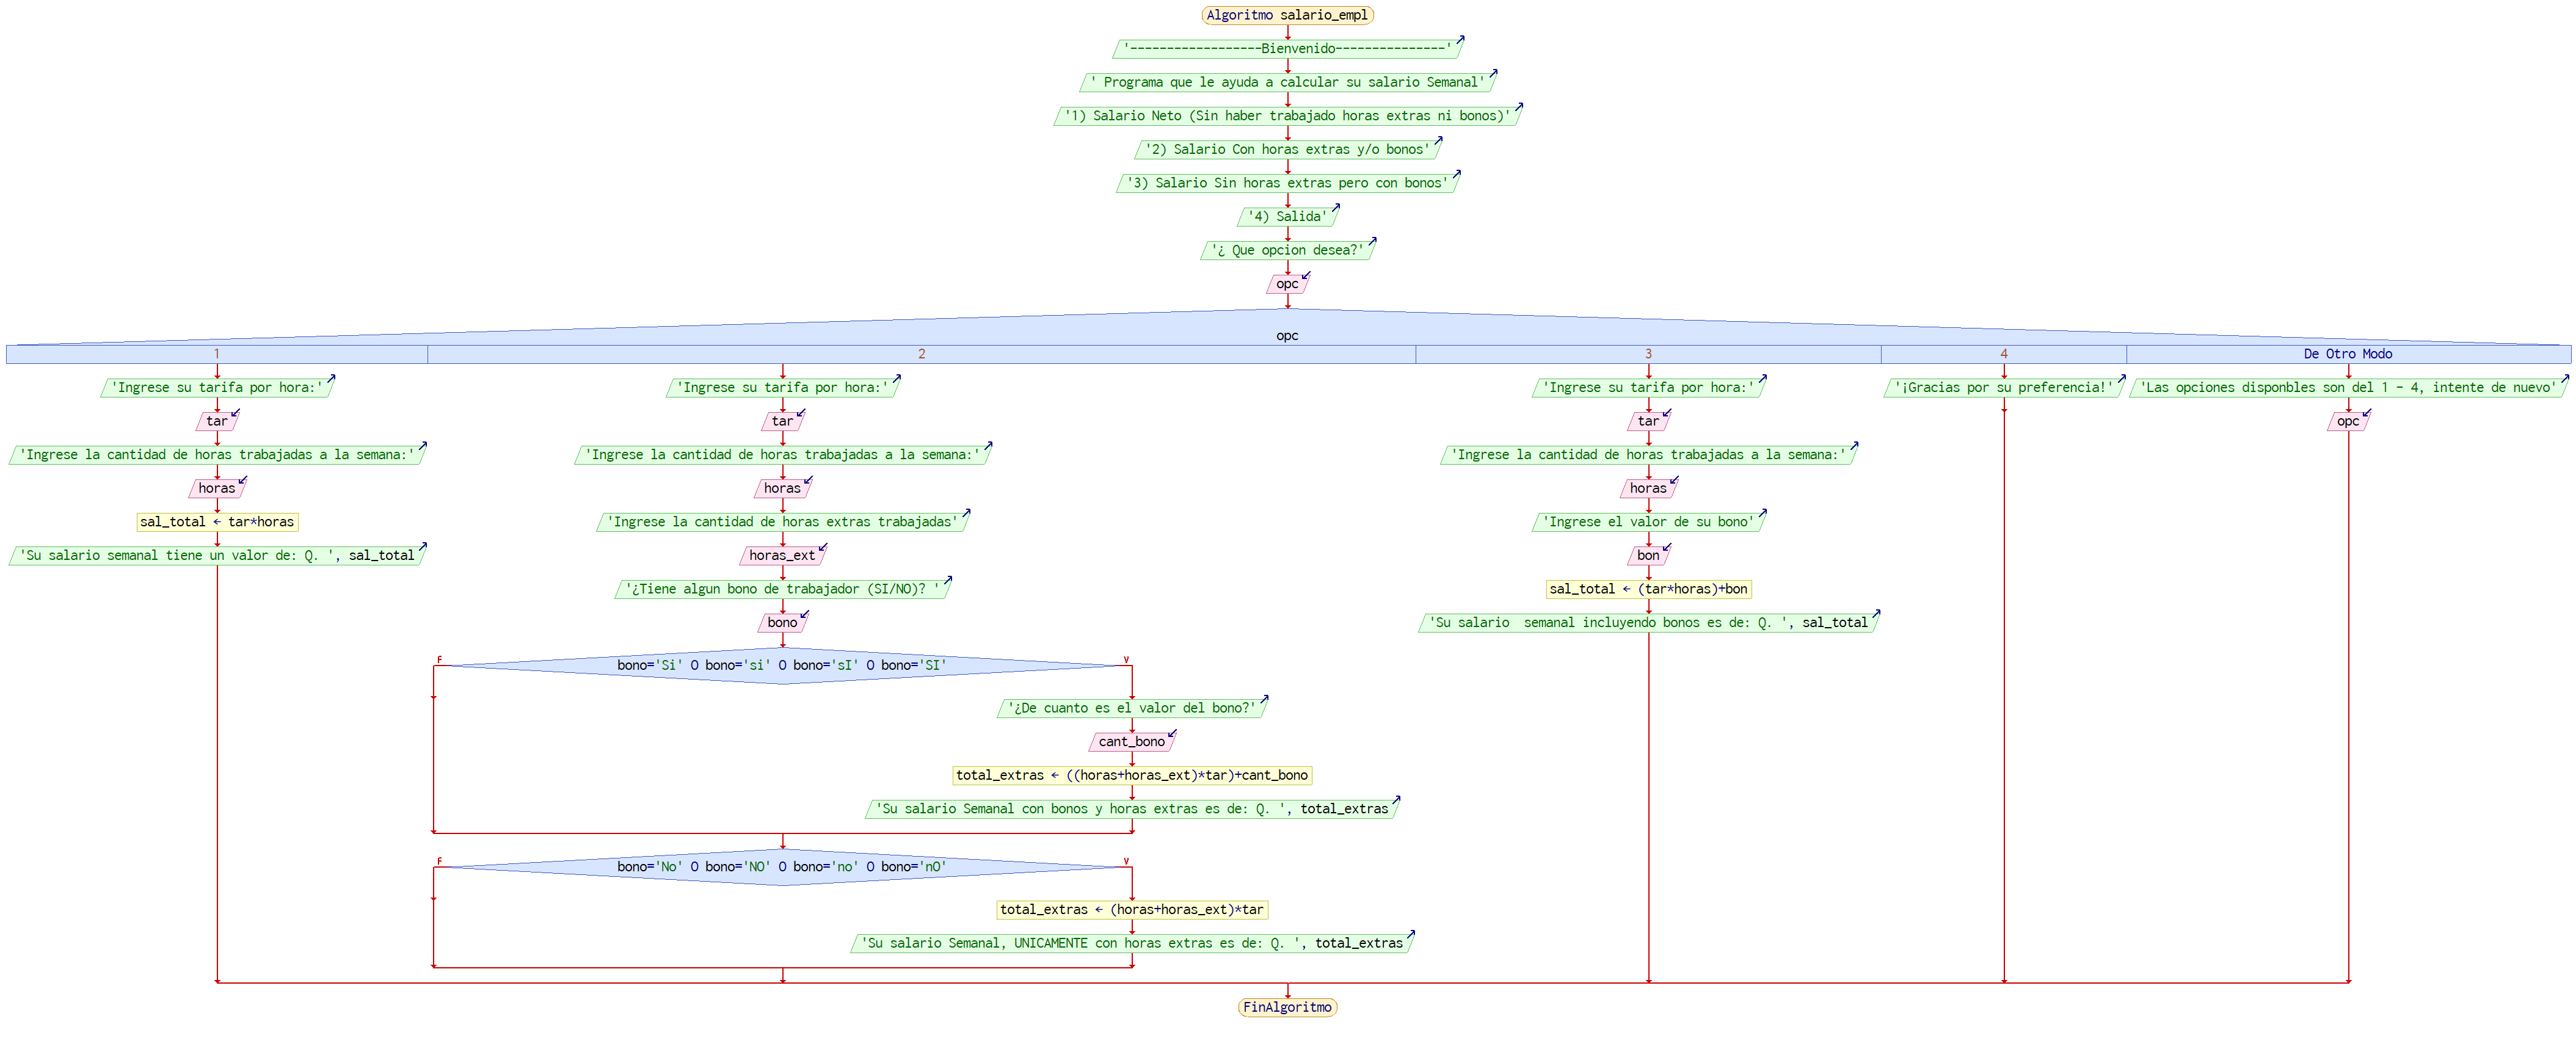 Algoritmo salario_empl
'------------------Bienvenido---------------'
' Programa que le ayuda a calcular su salario Semanal'
'1) Salario Neto (Sin haber trabajado horas extras ni bonos)'
'2) Salario Con horas extras y/o bonos'
'3) Salario Sin horas extras pero con bonos'
'4) Salida'
'¿ Que opcion desea?'
opc
opc
1
2
3
4
De Otro Modo
'Ingrese su tarifa por hora:'
tar
'Ingrese la cantidad de horas trabajadas a la semana:'
horas
sal_total ← tar*horas
'Su salario semanal tiene un valor de: Q. ', sal_total
'Ingrese su tarifa por hora:'
tar
'Ingrese la cantidad de horas trabajadas a la semana:'
horas
'Ingrese la cantidad de horas extras trabajadas'
horas_ext
'¿Tiene algun bono de trabajador (SI/NO)? '
bono
F
bono='Si' O bono='si' O bono='sI' O bono='SI'
V
'¿De cuanto es el valor del bono?'
cant_bono
total_extras ← ((horas+horas_ext)*tar)+cant_bono
'Su salario Semanal con bonos y horas extras es de: Q. ', total_extras
F
bono='No' O bono='NO' O bono='no' O bono='nO'
V
total_extras ← (horas+horas_ext)*tar
'Su salario Semanal, UNICAMENTE con horas extras es de: Q. ', total_extras
'Ingrese su tarifa por hora:'
tar
'Ingrese la cantidad de horas trabajadas a la semana:'
horas
'Ingrese el valor de su bono'
bon
sal_total ← (tar*horas)+bon
'Su salario  semanal incluyendo bonos es de: Q. ', sal_total
'¡Gracias por su preferencia!'
'Las opciones disponbles son del 1 - 4, intente de nuevo'
opc
FinAlgoritmo